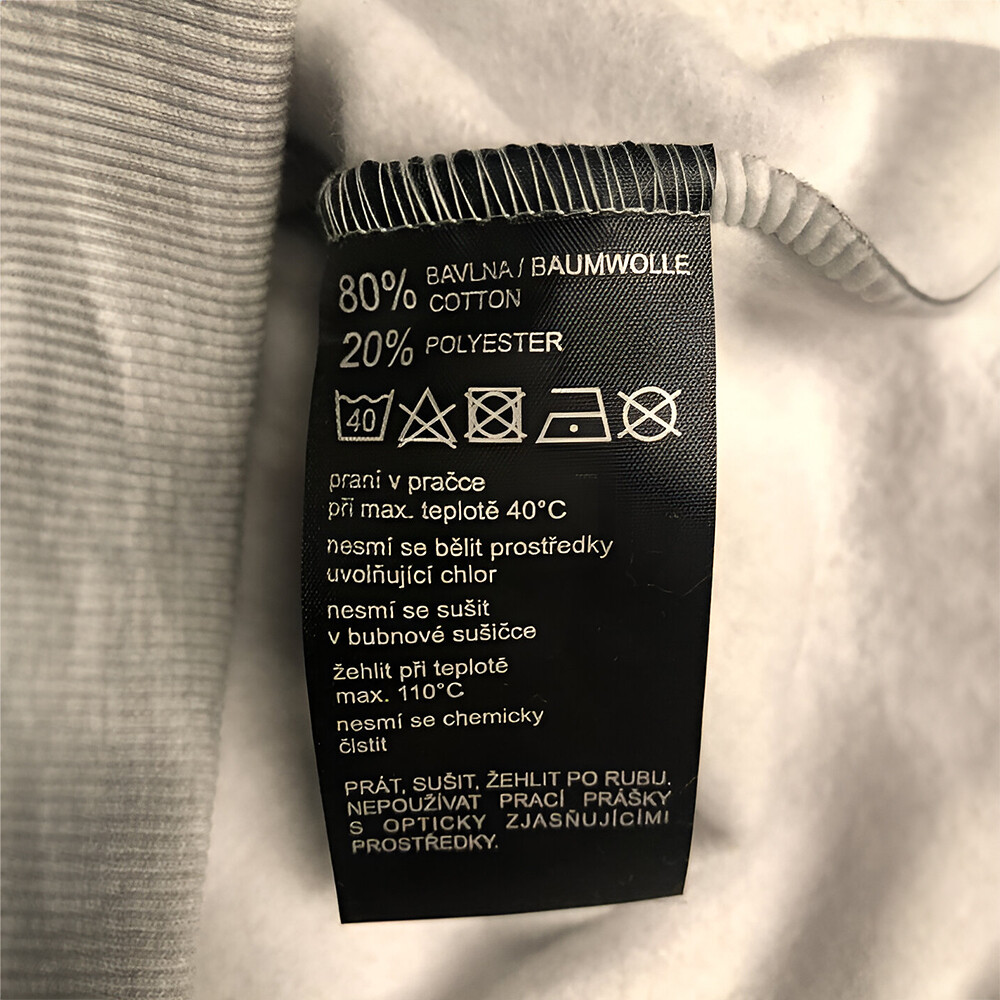 80% BAVLNA / BAUMWOLLE
COTTON
20% POLYESTER
40
praní v pračce
při max. teplotě 40°C
nesmí se bělit prostředky
uvolňující chlor
nesmí se sušit
v bubnové sušičce
žehlit při teplotě
max. 110°C
nesmí se chemicky
čistit
PRÁT, SUŠIT, ŽEHLIT PO RUBU.
NEPOUŽÍVAT PRACÍ PRÁŠKY
S OPTICKY ZJASŇUJÍCÍMI
PROSTŘEDKY.